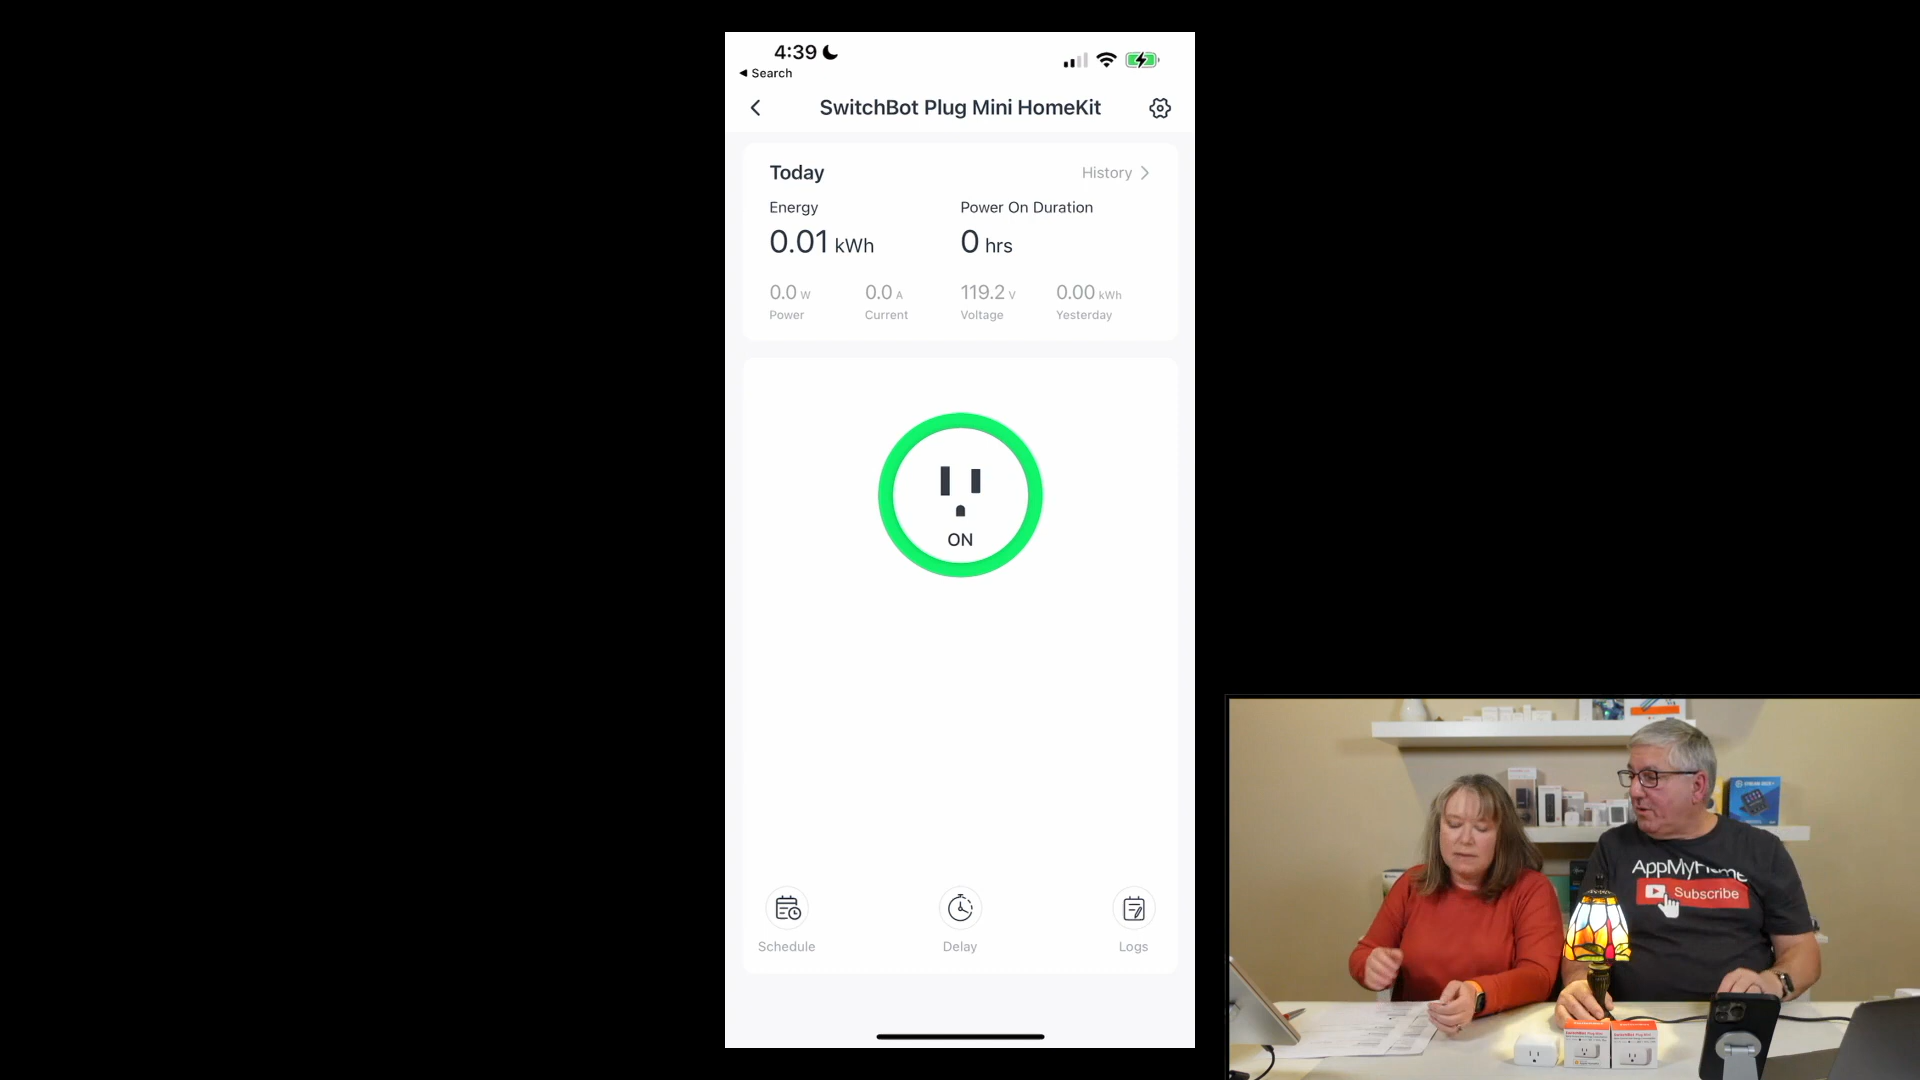 4:39
Search
SwitchBot Plug Mini HomeKit
Today
History
Energy
Power On Duration
0.01 kWh
0 hrs
0.0 W
0.0 A
119.2 V
0.00 kWh
Power
Current
Voltage
Yesterday
ON
Schedule
Delay
Logs
AppMyHome
Subscribe